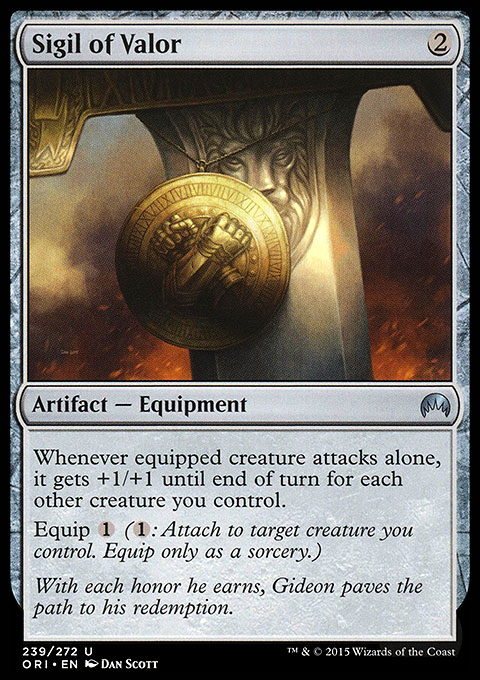 Sigil of Valor 2
Artifact — Equipment
Whenever equipped creature attacks alone,
it gets +1/+1 until end of turn for each
other creature you control.
Equip 1 (1: Attach to target creature you
control. Equip only as a sorcery.)
With each honor he earns, Gideon paves the
path to his redemption.
239/272 U
ORI • EN Dan Scott
™ & © 2015 Wizards of the Coast